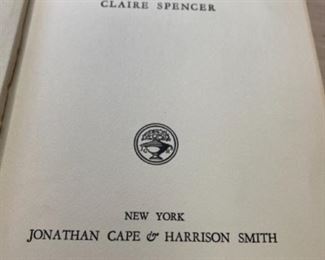 CLAIRE SPENCER
NEW YORK
JONATHAN CAPE & HARRISON SMITH